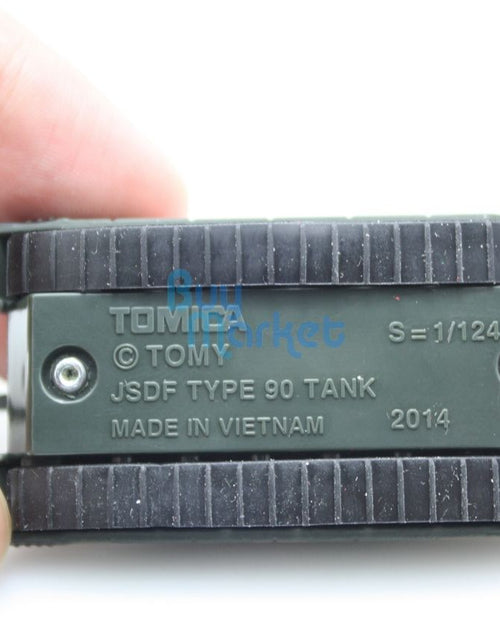 TOMICA S=1/124
© TOMY
JSDF TYPE 90 TANK
MADE IN VIETNAM 2014
Buy
Market